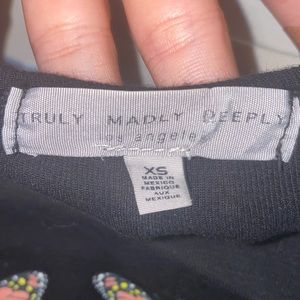 TRULY MADLY DEEPLY
los angeles
XS
MADE IN
MEXICO
FABRIQUE
AUX
MEXIQUE